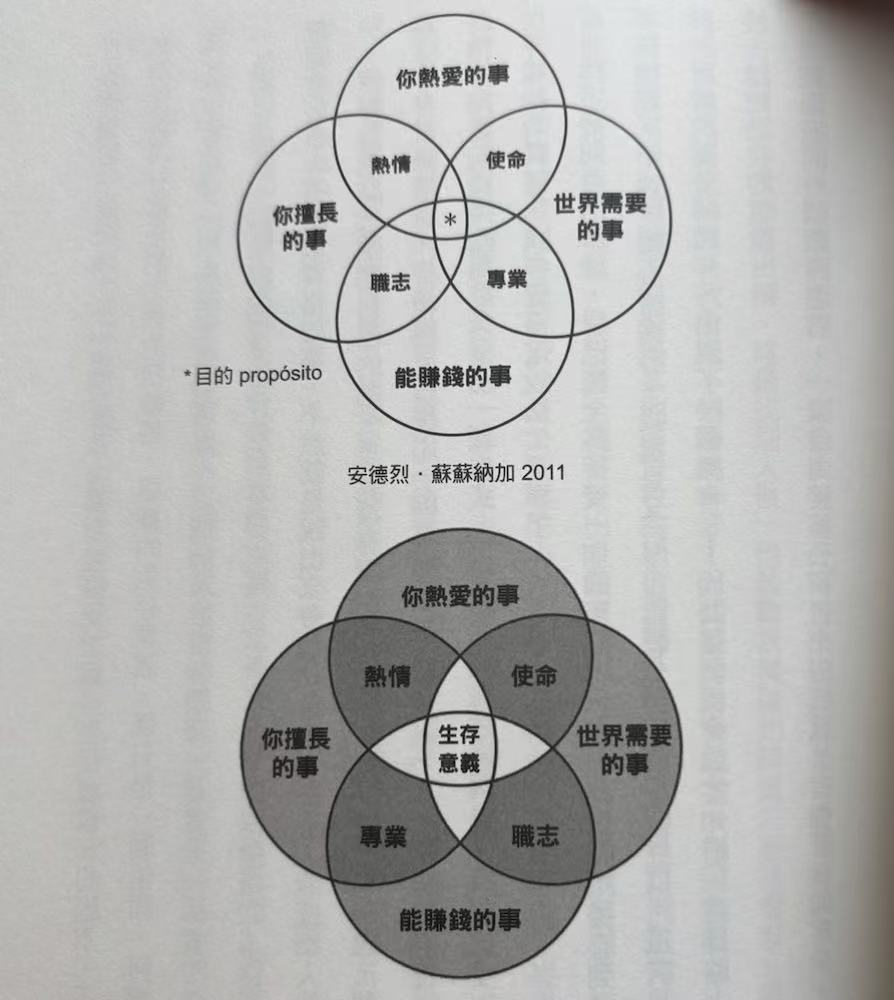 你熱愛的事
熱情
使命
你擅長
的事
*
世界需要
的事
職志
專業
*目的 propósito
能賺錢的事
安德烈・蘇蘇納加 2011
你熱愛的事
熱情
使命
你擅長
的事
生存
意義
世界需要
的事
專業
職志
能賺錢的事